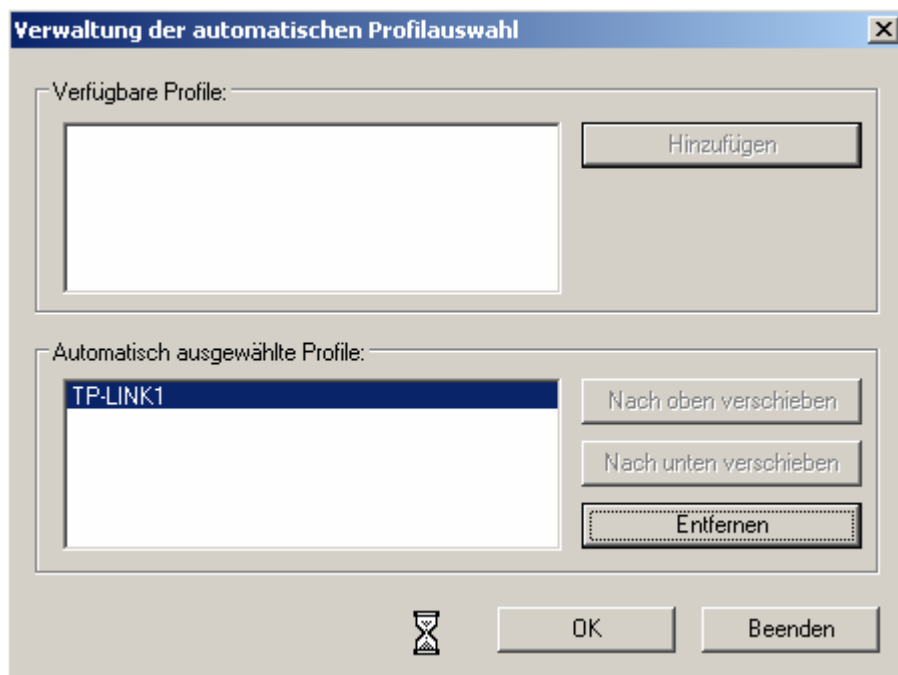 Verwaltung der automatischen Profilauswahl
Verfügbare Profile:
Hinzufügen
Automatisch ausgewählte Profile:
TP-LINK1
Nach oben verschieben
Nach unten verschieben
Entfernen
OK
Beenden